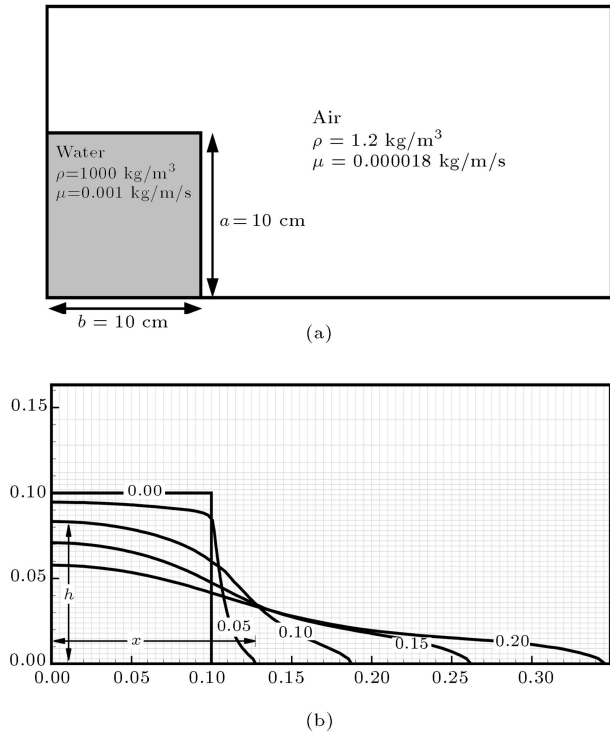 Air
ρ = 1.2 kg/m³
μ = 0.000018 kg/m/s
Water
ρ=1000 kg/m³
μ=0.001 kg/m/s
a = 10 cm
b = 10 cm
(a)
0.15
0.10
0.05
0.00
0.00
h
x
0.05
0.10
0.15
0.20
0.00
0.05
0.10
0.15
0.20
0.25
0.30
(b)